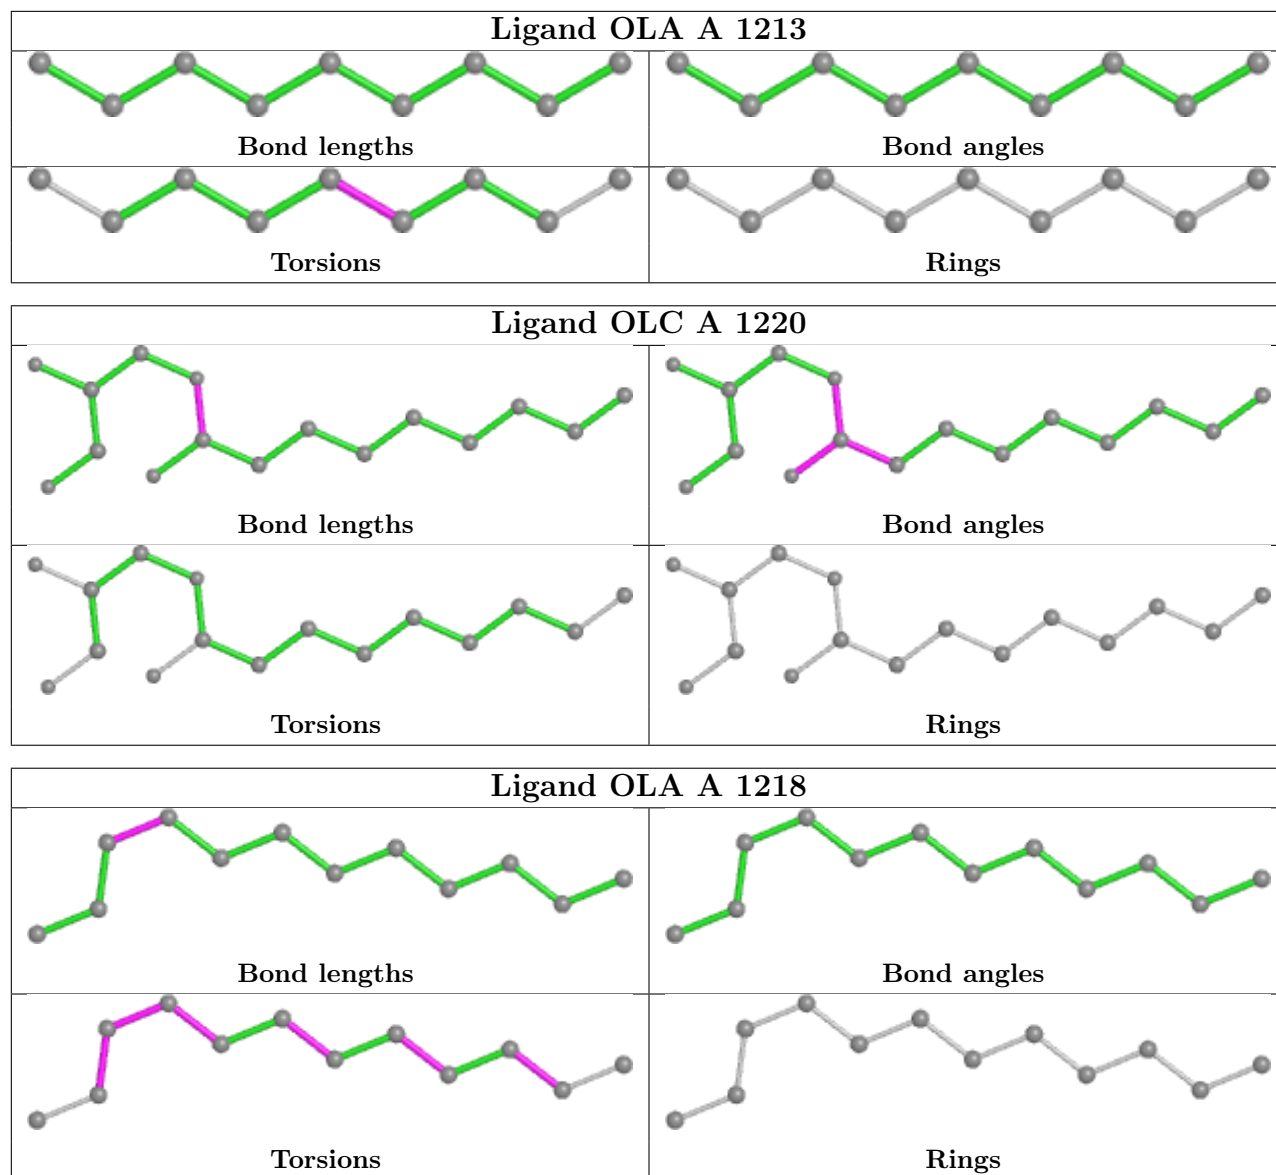 Ligand OLA A 1213
Bond lengths Bond angles
Torsions Rings
Ligand OLC A 1220
Bond lengths Bond angles
Torsions Rings
Ligand OLA A 1218
Bond lengths Bond angles
Torsions Rings